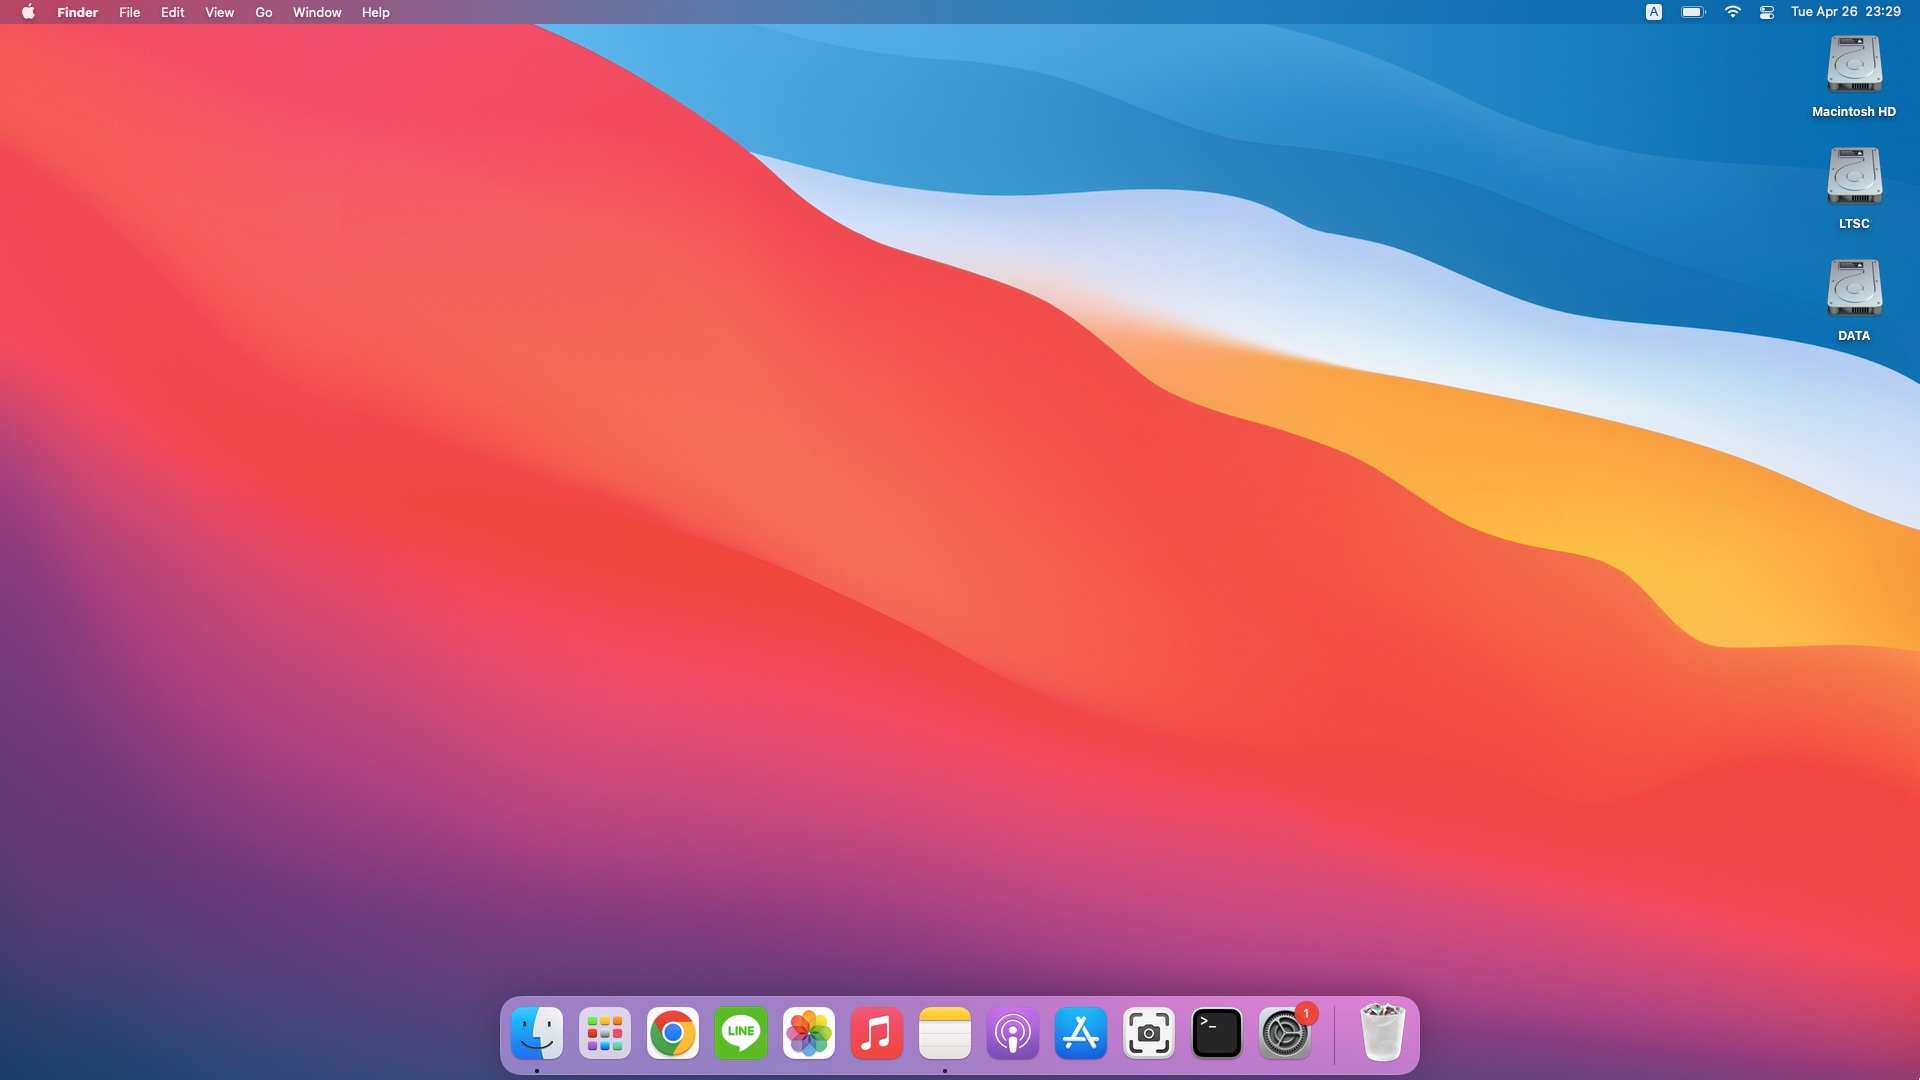 Finder File Edit View Go Window Help A Tue Apr 26 23:29
Macintosh HD
LTSC
DATA
LINE
>_
1